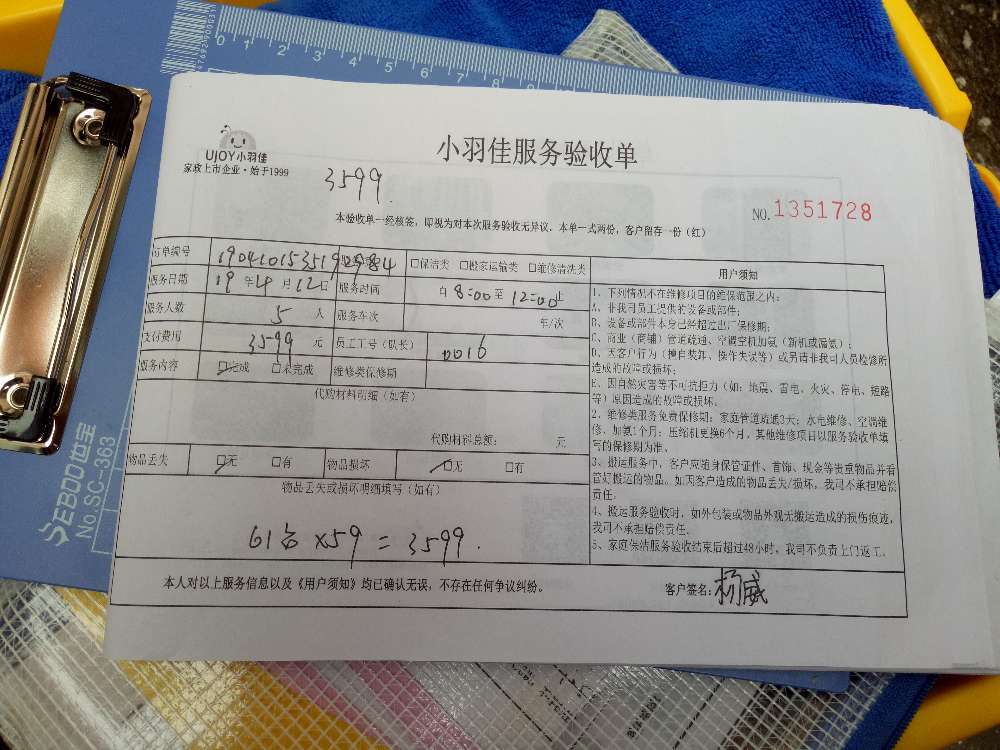 0 1 2 3 4 5 6 7 8 9
UJOY小羽佳
家政上市企业·始于1999
小羽佳服务验收单
3599
NO.1351728
本验收单一经核签，即视为对本次服务验收无异议。本单一式两份，客户留存一份（红）
订单编号 □保洁类 □搬家运输类 □维修清洗类
服务日期 19年4月12日 服务时间 自8:00至12:00止
服务人数 5 人 服务车次 车/次
支付费用 3599 元 员工工号（队长） 0016
服务内容 □完成 □未完成 维修类保修期
代购材料明细（如有）
代购材料总额： 元
物品丢失 □无 □有 物品损坏 □无 □有
物品丢失或损坏明细填写（如有）
61台 ×59 = 3599.
用户须知
1、下列情况不在维修项目的维保范围之内：
A、非我司员工提供的设备或部件；
B、设备或部件本身已经超过出厂保修期；
C、商业（商铺）管道疏通、空调空机加氨（新机或漏氨）；
D、因客户行为（擅自装卸、操作失误等）或另请非我司人员检修所
造成的故障或损坏；
E、因自然灾害等不可抗拒力（如：地震、雷电、火灾、停电、短路
等）原因造成的故障或损坏。
2、维修类服务免费保修期：家庭管道疏通3天；水电维修、空调维
修、加氨1个月；压缩机更换6个月，其他维修项目以服务验收单填
写的保修期为准。
3、搬运服务中，客户应随身保管证件、首饰、现金等贵重物品并看
管好搬运的物品。如因客户造成的物品丢失/损坏，我司不承担赔偿
责任。
4、搬运服务验收时，如外包装或物品外观无搬运造成的损伤痕迹，
我司不承担赔偿责任。
5、家庭保洁服务验收结束后超过48小时，我司不负责上门返工。
本人对以上服务信息以及《用户须知》均已确认无误，不存在任何争议纠纷。
客户签名：杨威
SEBOO世宝
No.SC-363